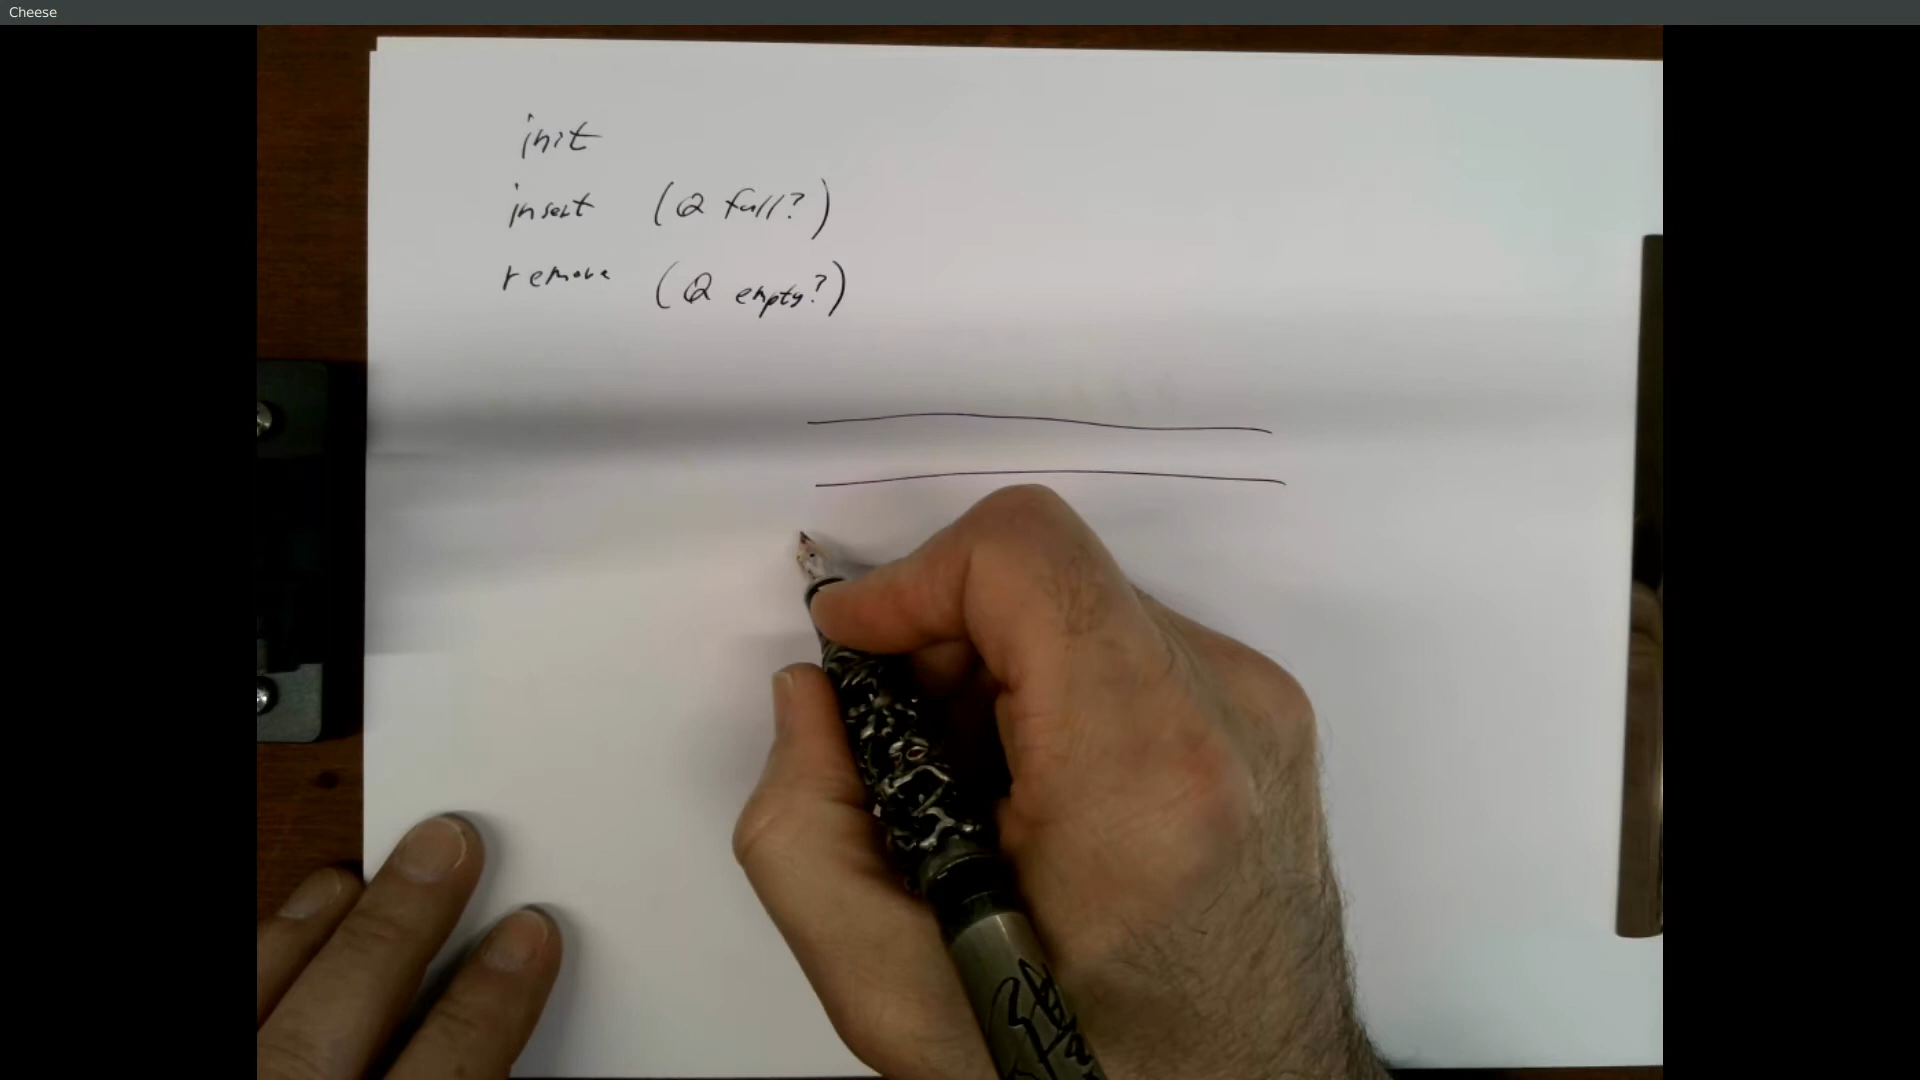 Cheese
init
insert (Q full?)
remove (Q empty?)